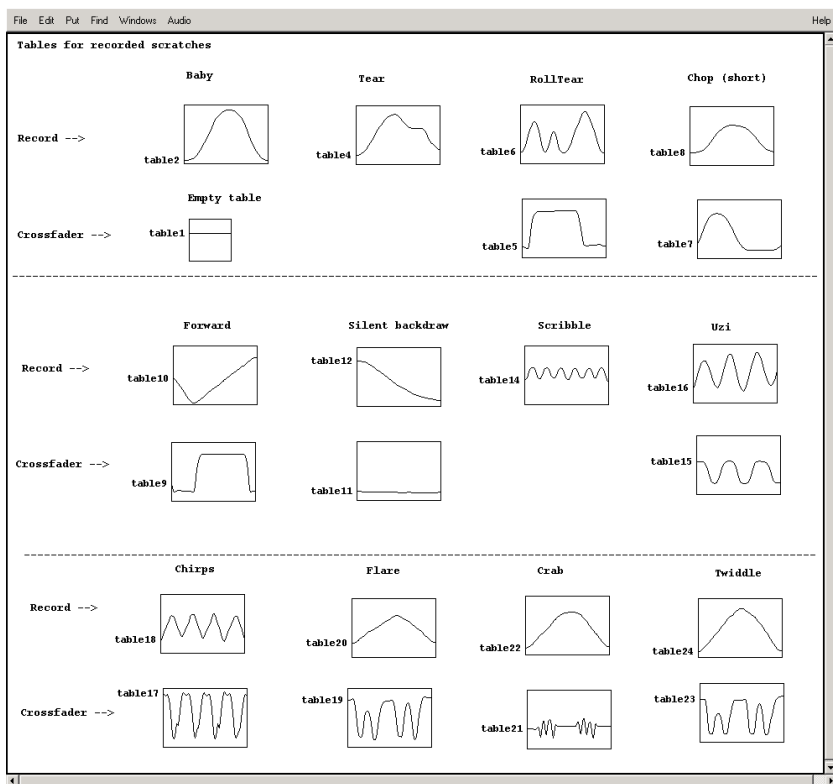 File Edit Put Find Windows Audio Help
Tables for recorded scratches
Baby Tear RollTear Chop (short)
Record --> table2 table4 table6 table8
Empty table
Crossfader --> table1 table5 table7
Forward Silent backdraw Scribble Uzi
Record --> table10 table12 table14 table16
Crossfader --> table9 table11 table15
Chirps Flare Crab Twiddle
Record --> table18 table20 table22 table24
Crossfader --> table17 table19 table21 table23